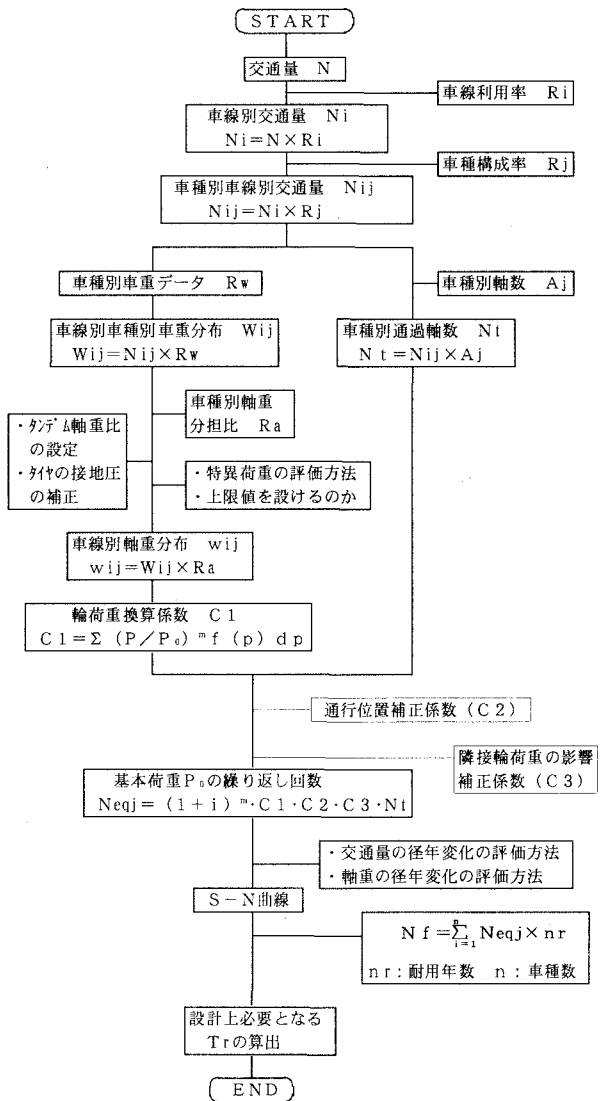 START
交通量 N
車線利用率 Ri
車線別交通量 Ni
Ni＝N×Ri
車種構成率 Rj
車種別車線別交通量 Nij
Nij＝Ni×Rj
車種別車重データ Rw
車種別軸数 Aj
車線別車種別車重分布 Wij
Wij＝Nij×Rw
車種別通過軸数 Nt
Nt＝Nij×Aj
・タンデム軸重比
の設定
・タイヤの接地圧
の補正
車種別軸重
分担比 Ra
・特異荷重の評価方法
・上限値を設けるのか
車線別軸重分布 wij
wij＝Wij×Ra
輪荷重換算係数 C1
C1＝Σ（P／P₀）ᵐf（p）dp
通行位置補正係数（C2）
隣接輪荷重の影響
補正係数（C3）
基本荷重P₀の繰り返し回数
Neqj＝（1＋i）ᵐ･C1･C2･C3･Nt
・交通量の径年変化の評価方法
・軸重の径年変化の評価方法
S－N曲線
n
Nf＝ΣNeqj×nr
i＝1
nr：耐用年数 n：車種数
設計上必要となる
Trの算出
END